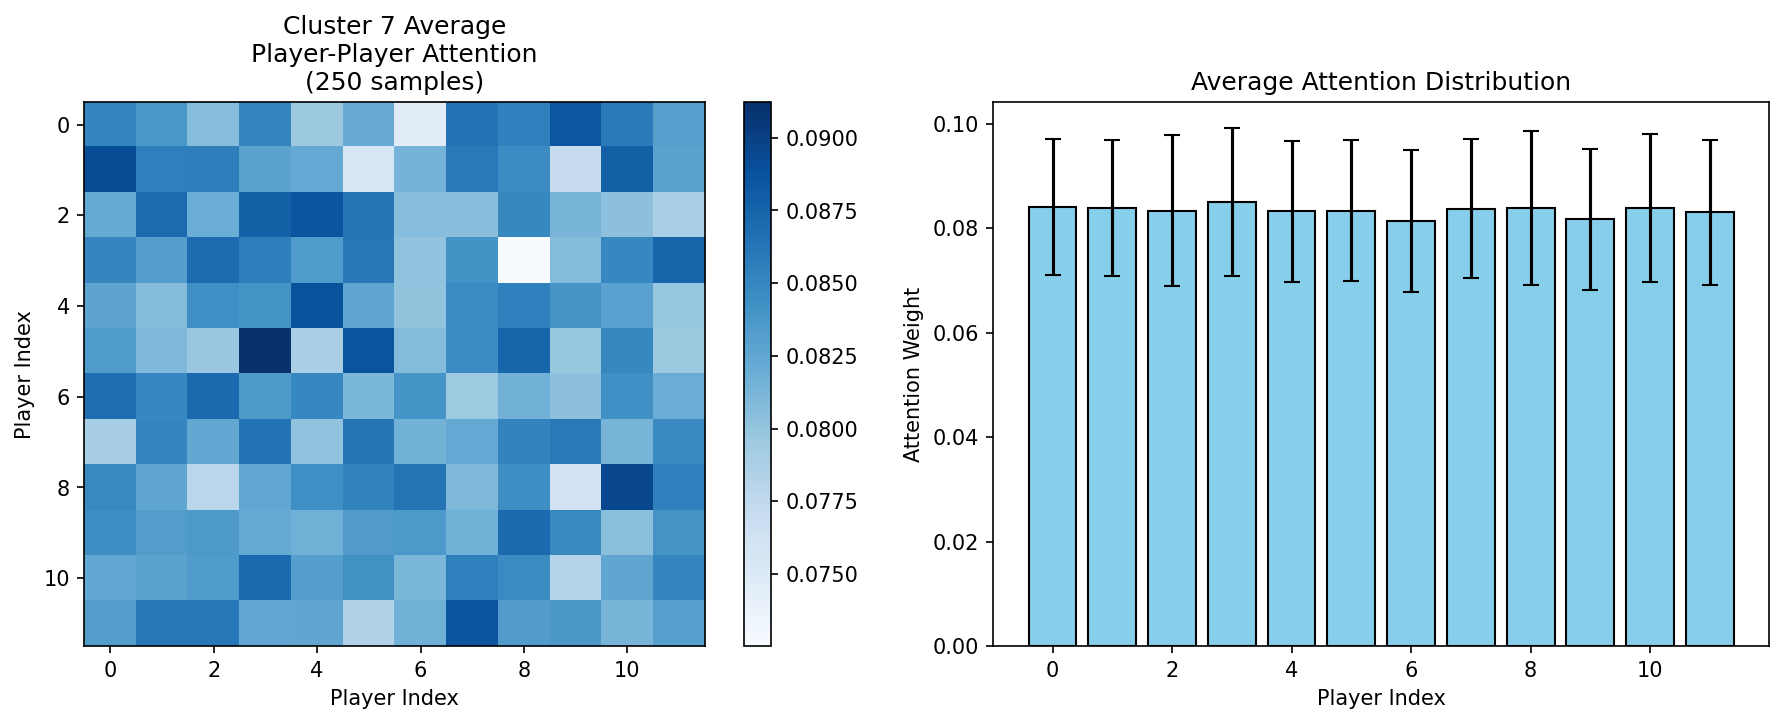 Cluster 7 Average
Player-Player Attention
(250 samples)
0
2
4
6
8
10
Player Index
0 2 4 6 8 10
Player Index
0.0900
0.0875
0.0850
0.0825
0.0800
0.0775
0.0750
Average Attention Distribution
0.10
0.08
0.06
0.04
0.02
0.00
Attention Weight
0 2 4 6 8 10
Player Index